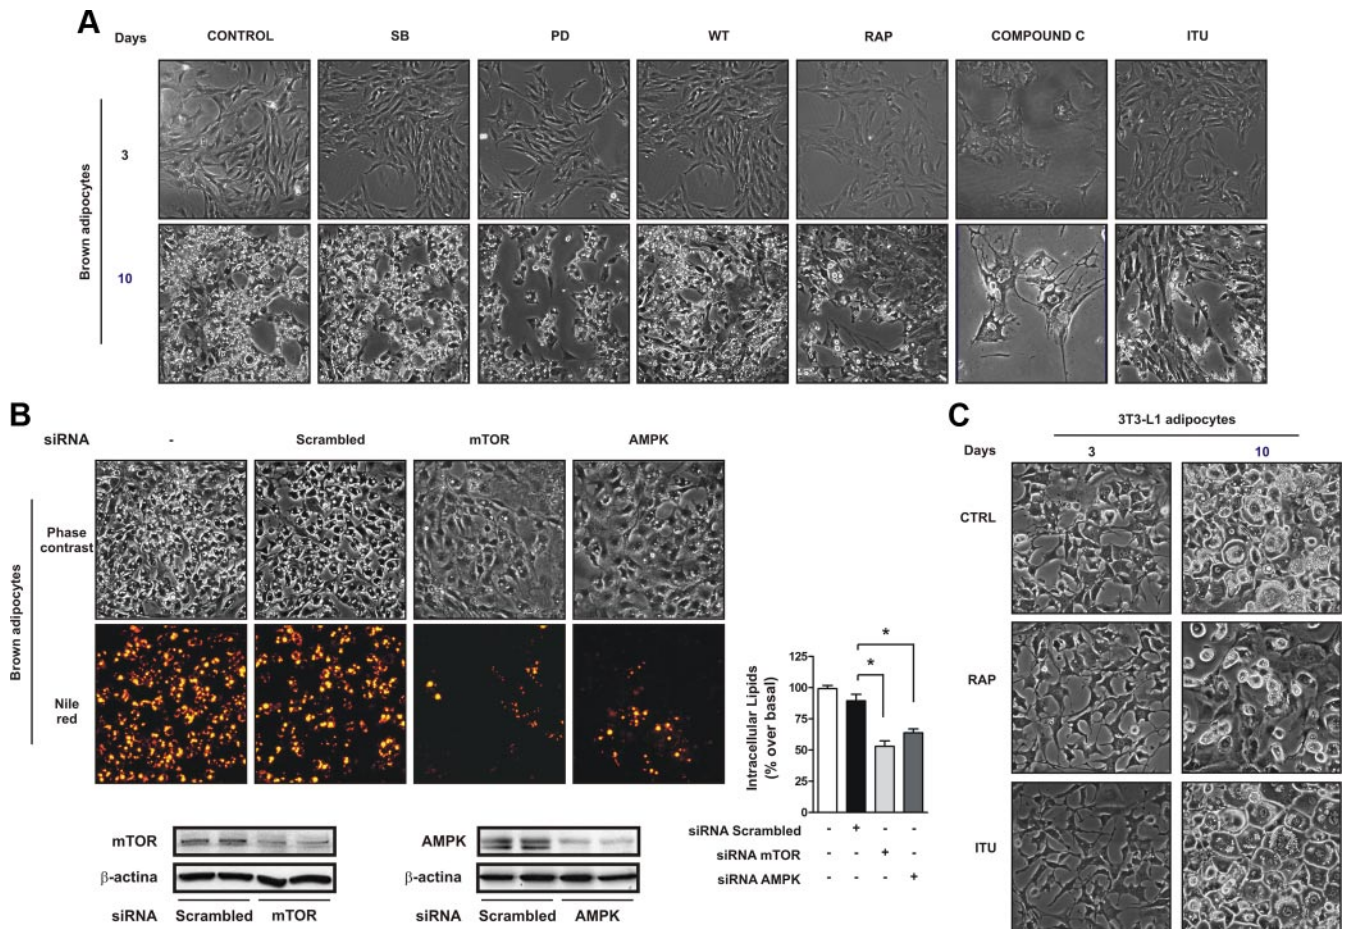 A
Days CONTROL SB PD WT RAP COMPOUND C ITU
Brown adipocytes
3
10
B
siRNA - Scrambled mTOR AMPK
Brown adipocytes
Phase
contrast
Nile
red
Intracellular Lipids
(% over basal)
125
100
75
50
25
0
* *
siRNA Scrambled - + - -
siRNA mTOR - - + -
siRNA AMPK - - - +
mTOR
β-actina
siRNA Scrambled mTOR
AMPK
β-actina
siRNA Scrambled AMPK
C
3T3-L1 adipocytes
Days 3 10
CTRL
RAP
ITU